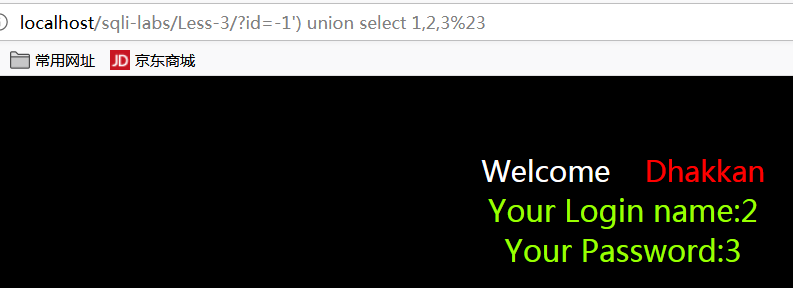 localhost/sqli-labs/Less-3/?id=-1') union select 1,2,3%23
常用网址 JD 京东商城
Welcome Dhakkan
Your Login name:2
Your Password:3